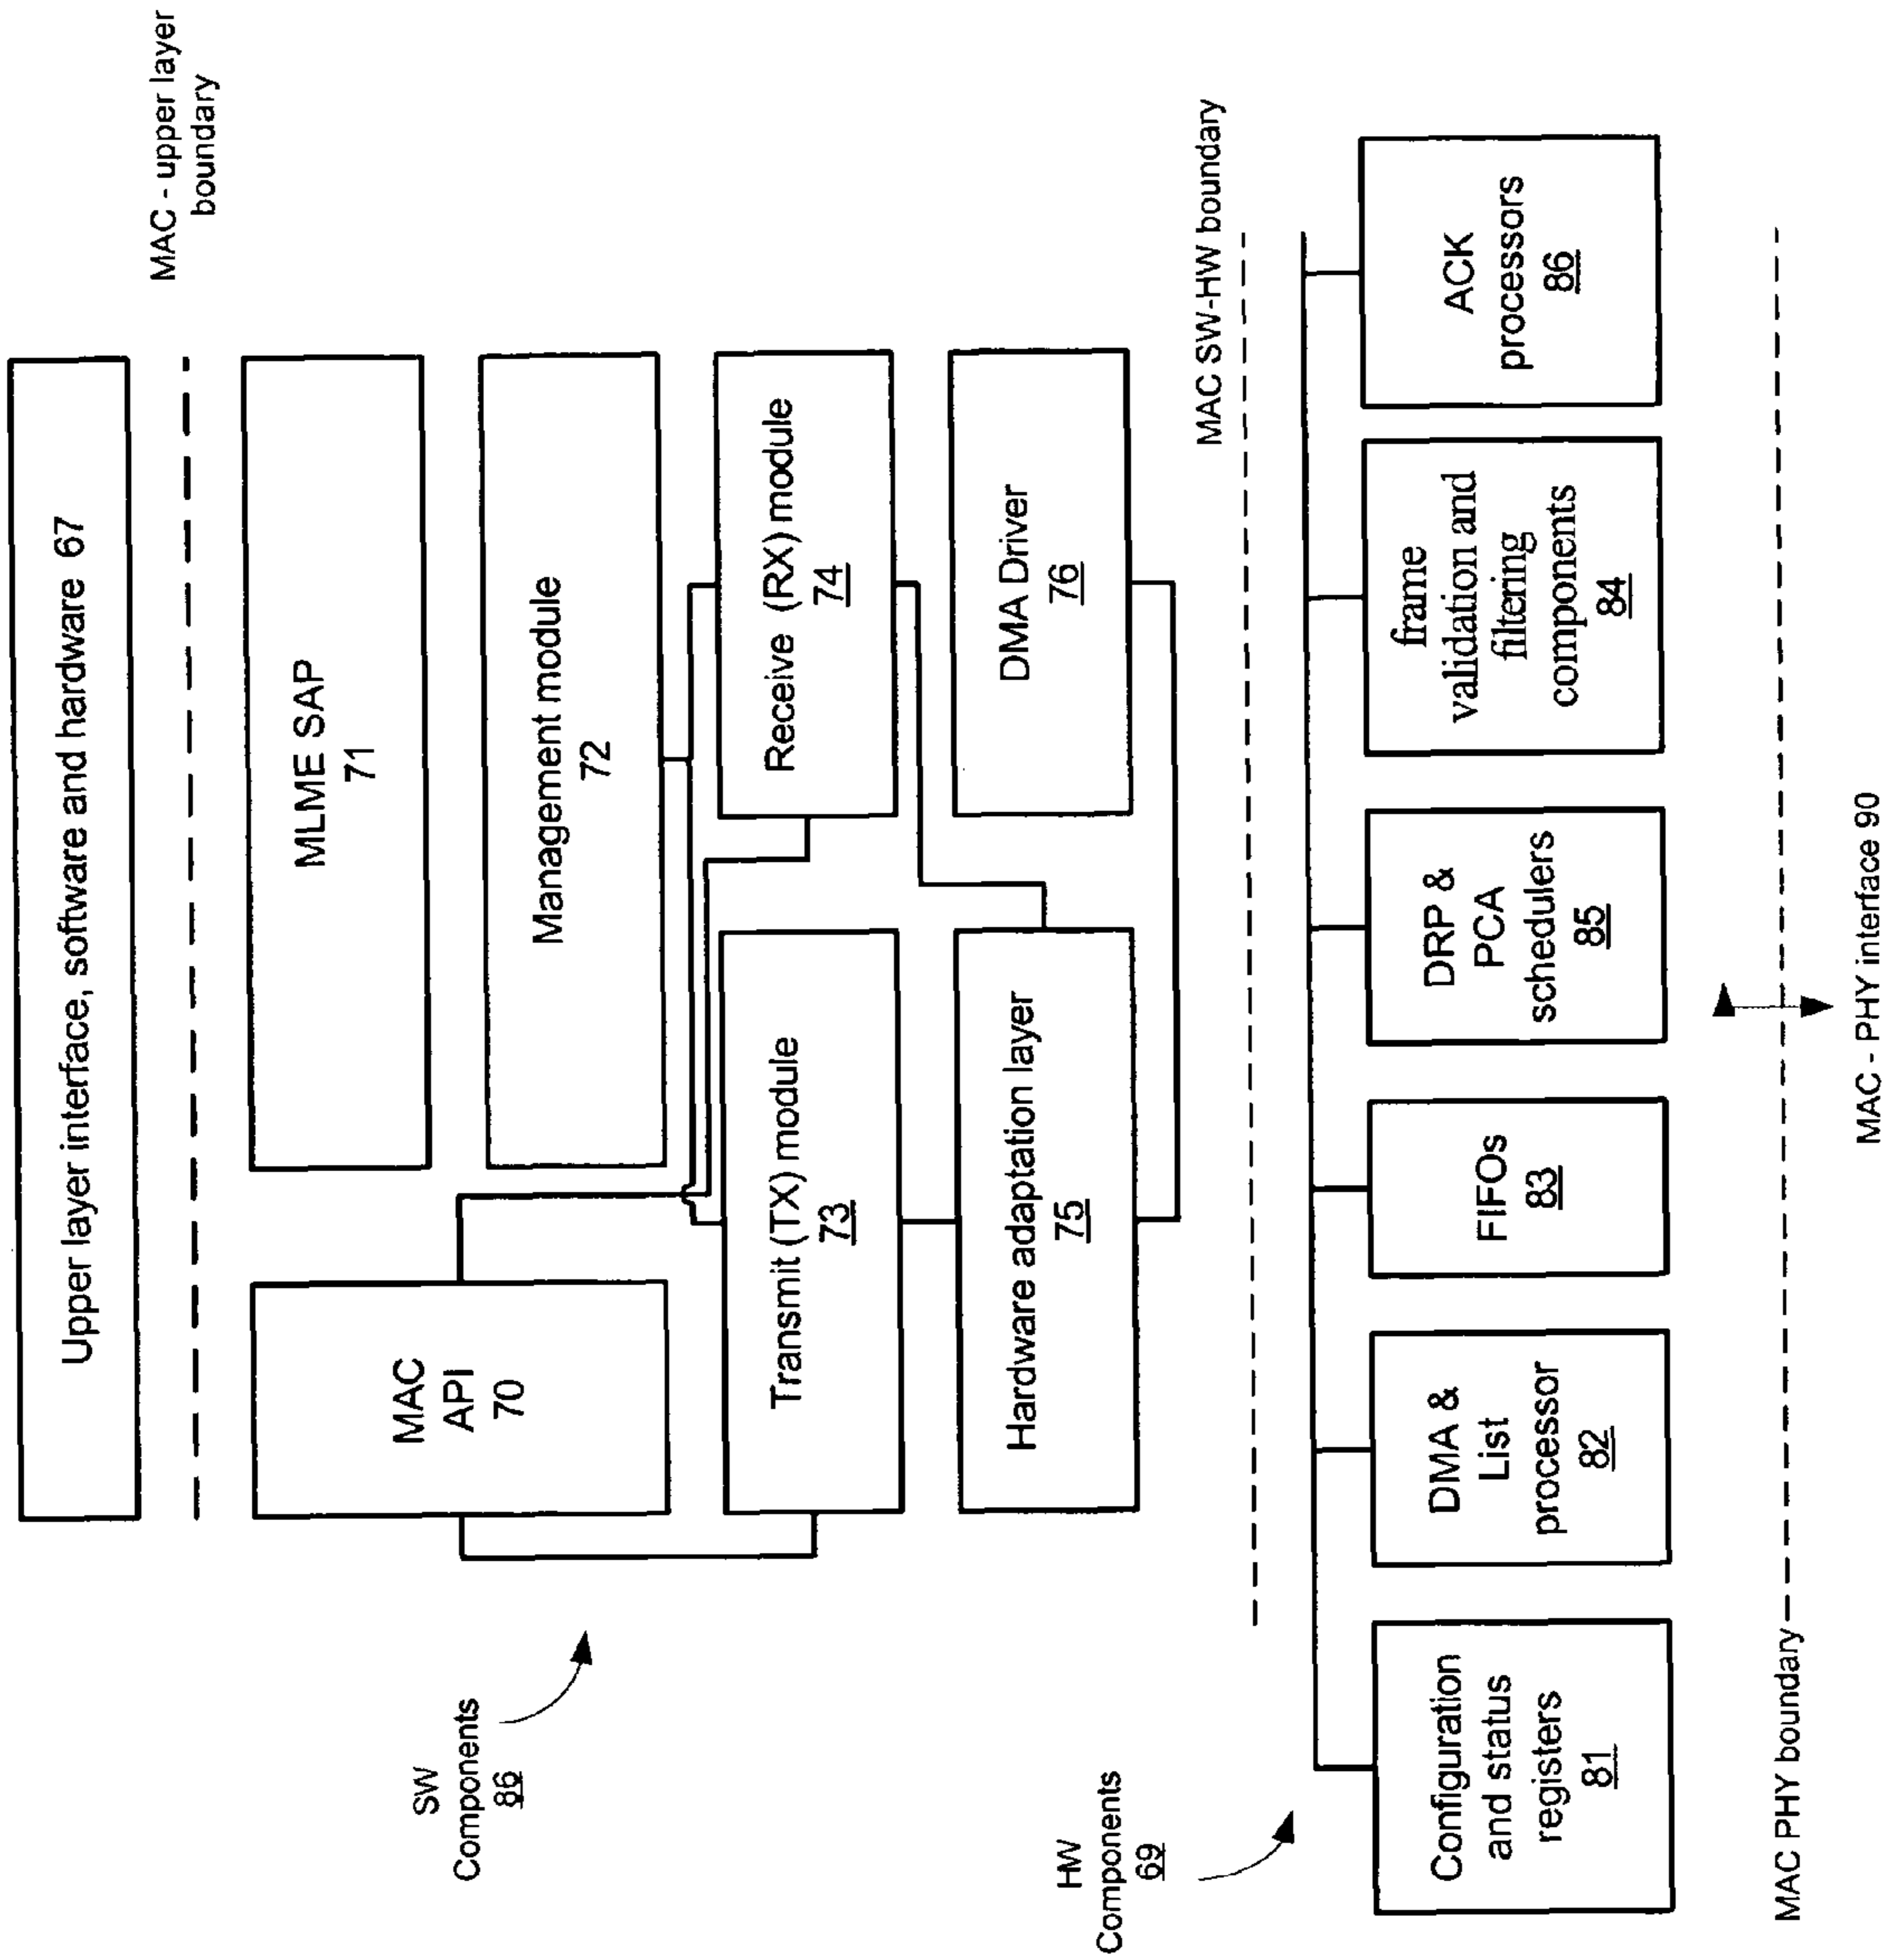 Upper layer interface, software and hardware 67
MAC - upper layer
boundary
MAC
API
70
MLME SAP
71
Management module
72
SW
Components
86
Transmit (TX) module
73
Receive (RX) module
74
Hardware adaptation layer
75
DMA Driver
76
MAC SW-HW boundary
HW
Components
69
Configuration
and status
registers
81
DMA &
List
processor
82
FIFOs
83
DRP &
PCA
schedulers
85
frame
validation and
filtering
components
84
ACK
processors
86
MAC PHY boundary
MAC - PHY interface 90